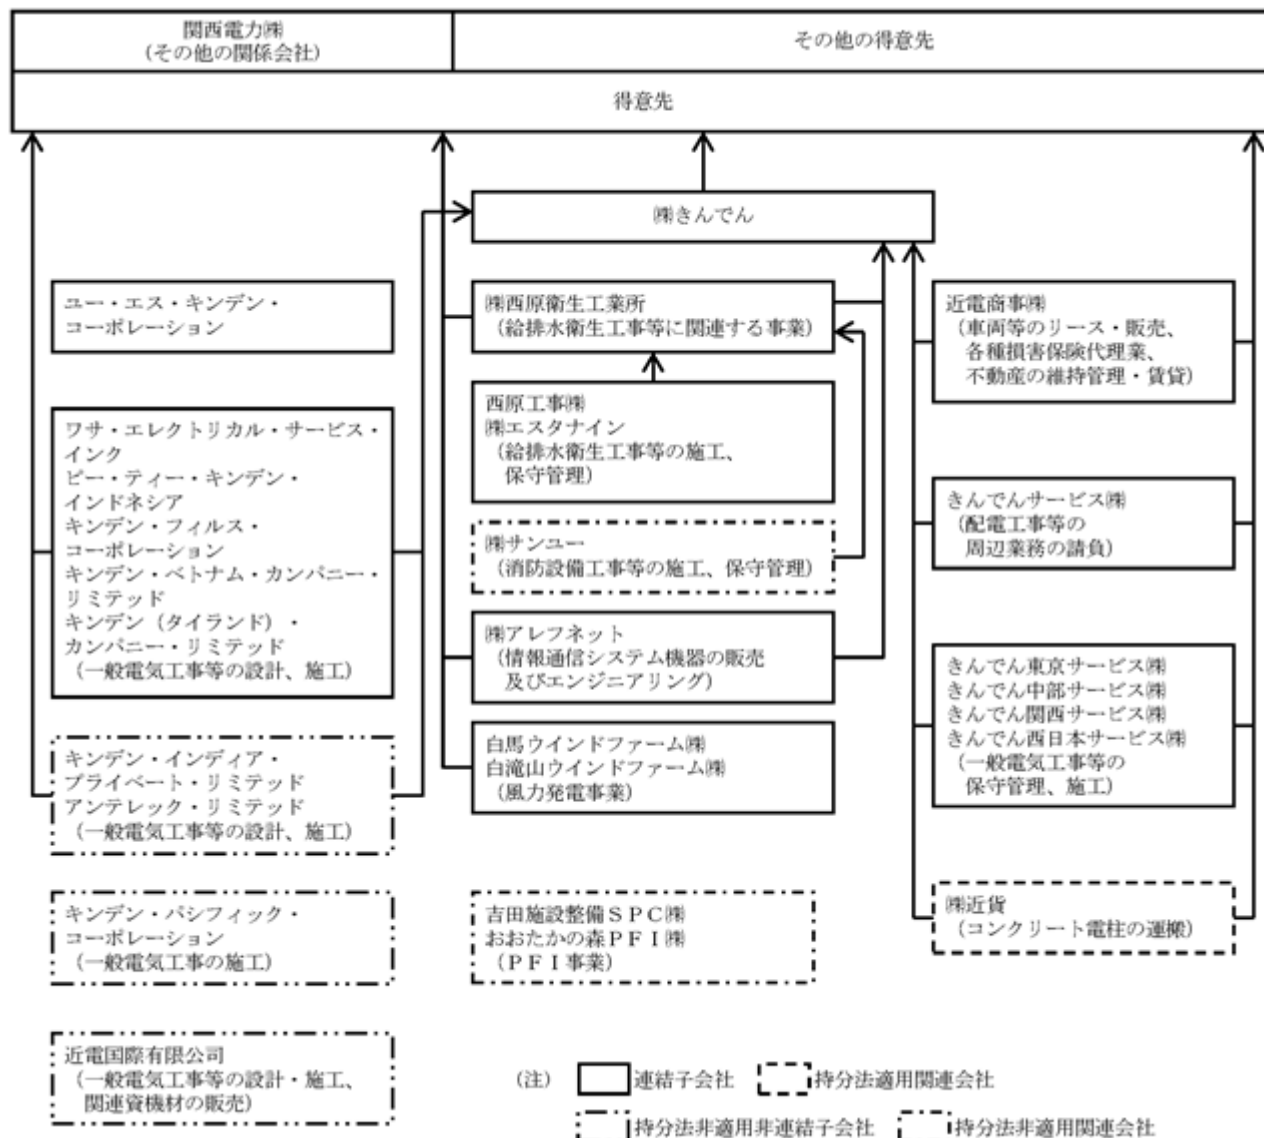 関西電力㈱
(その他の関係会社)
その他の得意先
得意先
㈱きんでん
ユー・エス・キンデン・
コーポレーション
ワサ・エレクトリカル・サービス・
インク
ピー・ティー・キンデン・
インドネシア
キンデン・フィルス・
コーポレーション
キンデン・ベトナム・カンパニー・
リミテッド
キンデン（タイランド）・
カンパニー・リミテッド
（一般電気工事等の設計、施工）
キンデン・インディア・
プライベート・リミテッド
アンテレック・リミテッド
（一般電気工事等の設計、施工）
キンデン・パシフィック・
コーポレーション
（一般電気工事の施工）
近電国際有限公司
（一般電気工事等の設計・施工、
関連資機材の販売）
㈱西原衛生工業所
（給排水衛生工事等に関連する事業）
西原工事㈱
㈱エスタナイン
（給排水衛生工事等の施工、
保守管理）
㈱サンユー
（消防設備工事等の施工、保守管理）
㈱アレフネット
（情報通信システム機器の販売
及びエンジニアリング）
白馬ウインドファーム㈱
白滝山ウインドファーム㈱
（風力発電事業）
吉田施設整備ＳＰＣ㈱
おおたかの森ＰＦＩ㈱
（ＰＦＩ事業）
近電商事㈱
（車両等のリース・販売、
各種損害保険代理業、
不動産の維持管理・賃貸）
きんでんサービス㈱
（配電工事等の
周辺業務の請負）
きんでん東京サービス㈱
きんでん中部サービス㈱
きんでん関西サービス㈱
きんでん西日本サービス㈱
（一般電気工事等の
保守管理、施工）
㈱近貨
（コンクリート電柱の運搬）
（注） 連結子会社 持分法適用関連会社
持分法非適用非連結子会社 持分法非適用関連会社